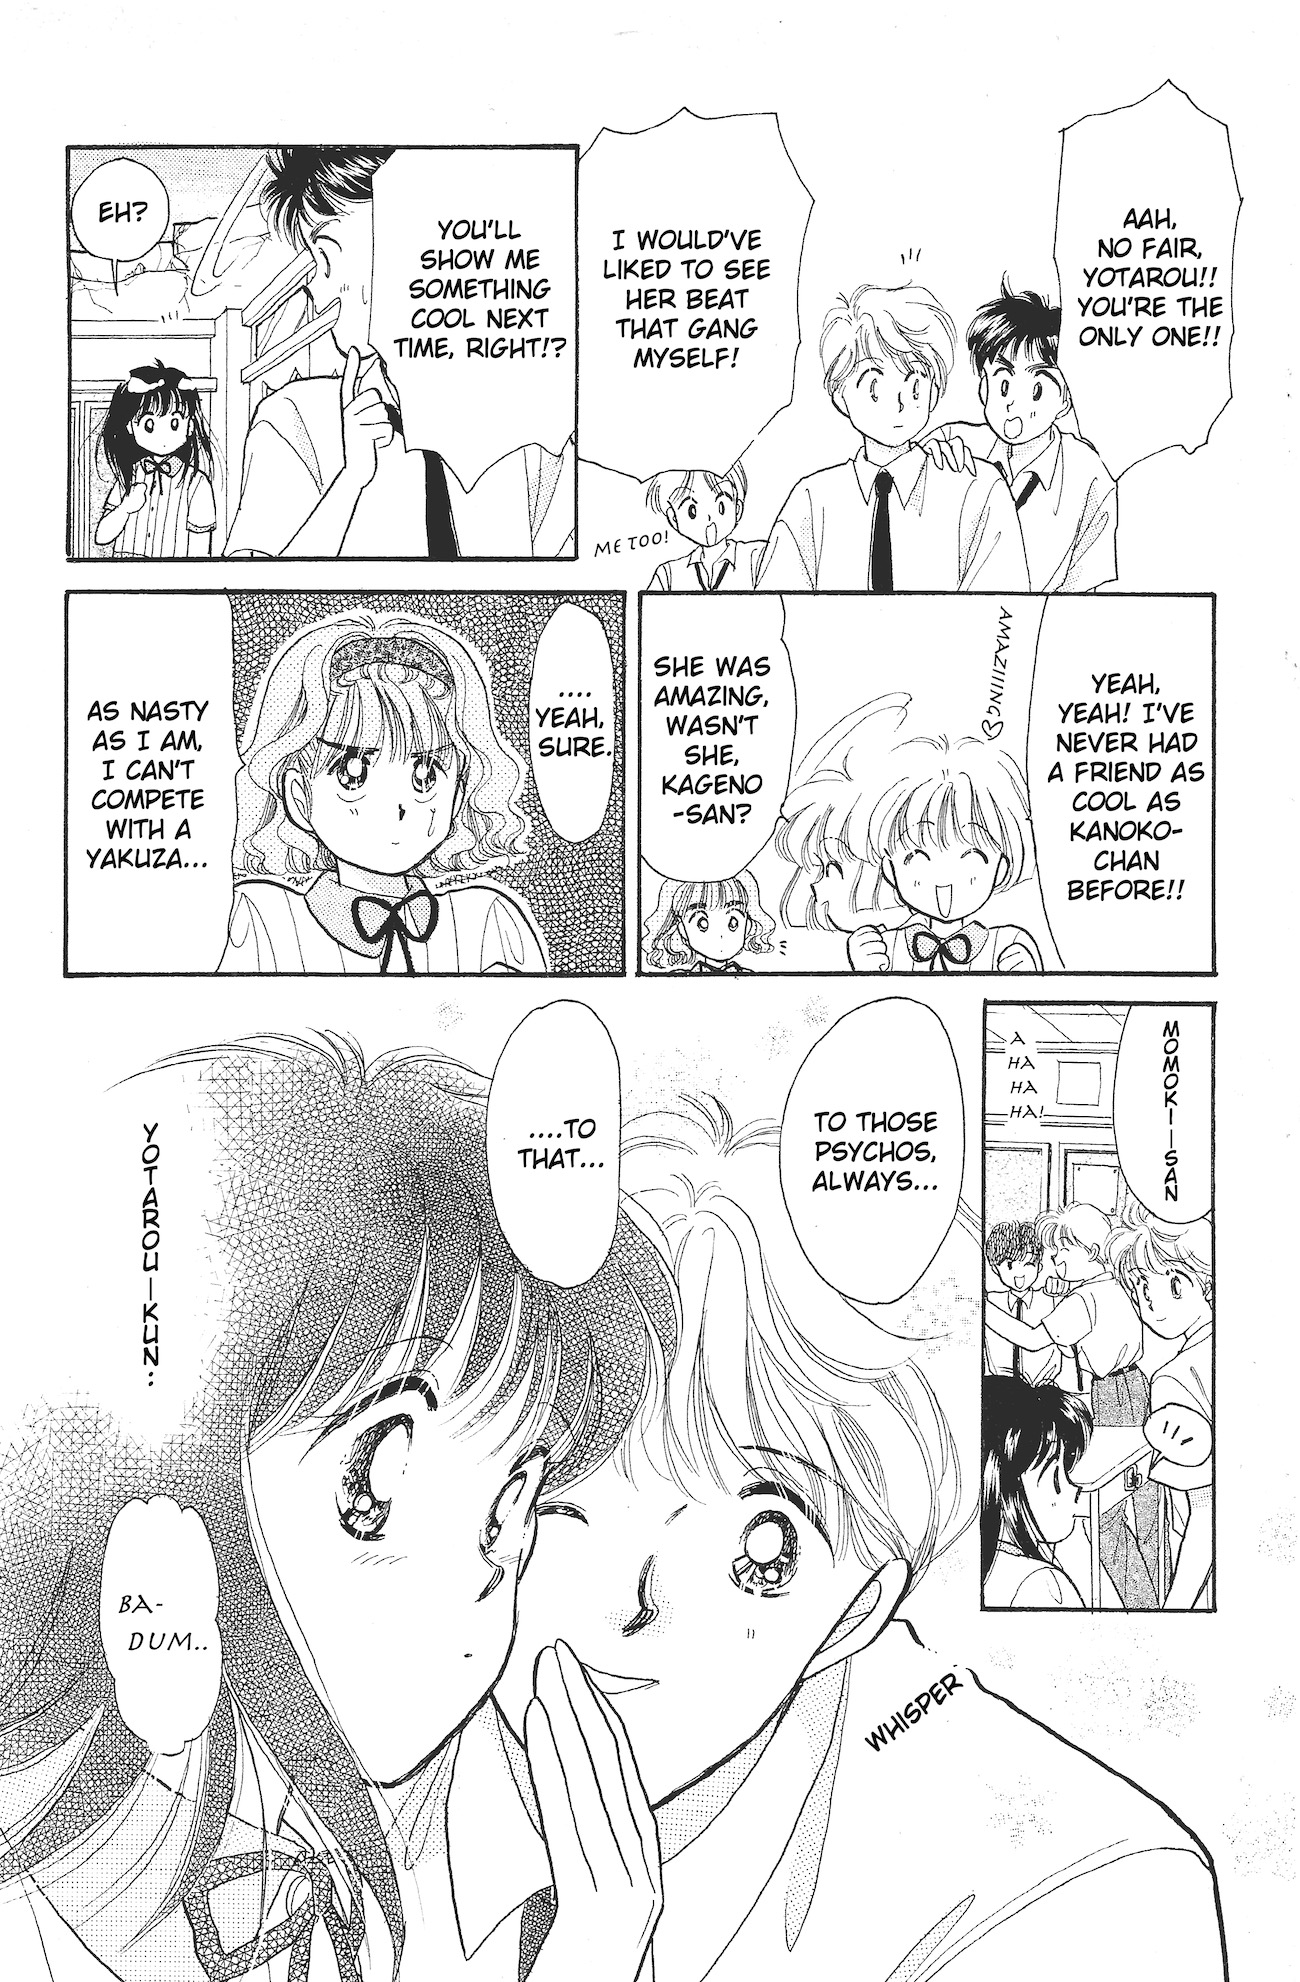 AAH,
NO FAIR,
YOTAROU!!
YOU'RE THE
ONLY ONE!!
I WOULD'VE
LIKED TO SEE
HER BEAT
THAT GANG
MYSELF!
ME TOO!
YOU'LL
SHOW ME
SOMETHING
COOL NEXT
TIME, RIGHT!?
EH?
YEAH,
YEAH! I'VE
NEVER HAD
A FRIEND AS
COOL AS
KANOKO-
CHAN
BEFORE!!
AMAZIIING♡
SHE WAS
AMAZING,
WASN'T
SHE,
KAGENO
-SAN?
....
YEAH,
SURE.
AS NASTY
AS I AM,
I CAN'T
COMPETE
WITH A
YAKUZA...
MOMOKI-SAN
A
HA
HA
HA!
TO THOSE
PSYCHOS,
ALWAYS...
....TO
THAT...
YOTAROU-KUN..
BA-
DUM..
WHISPER